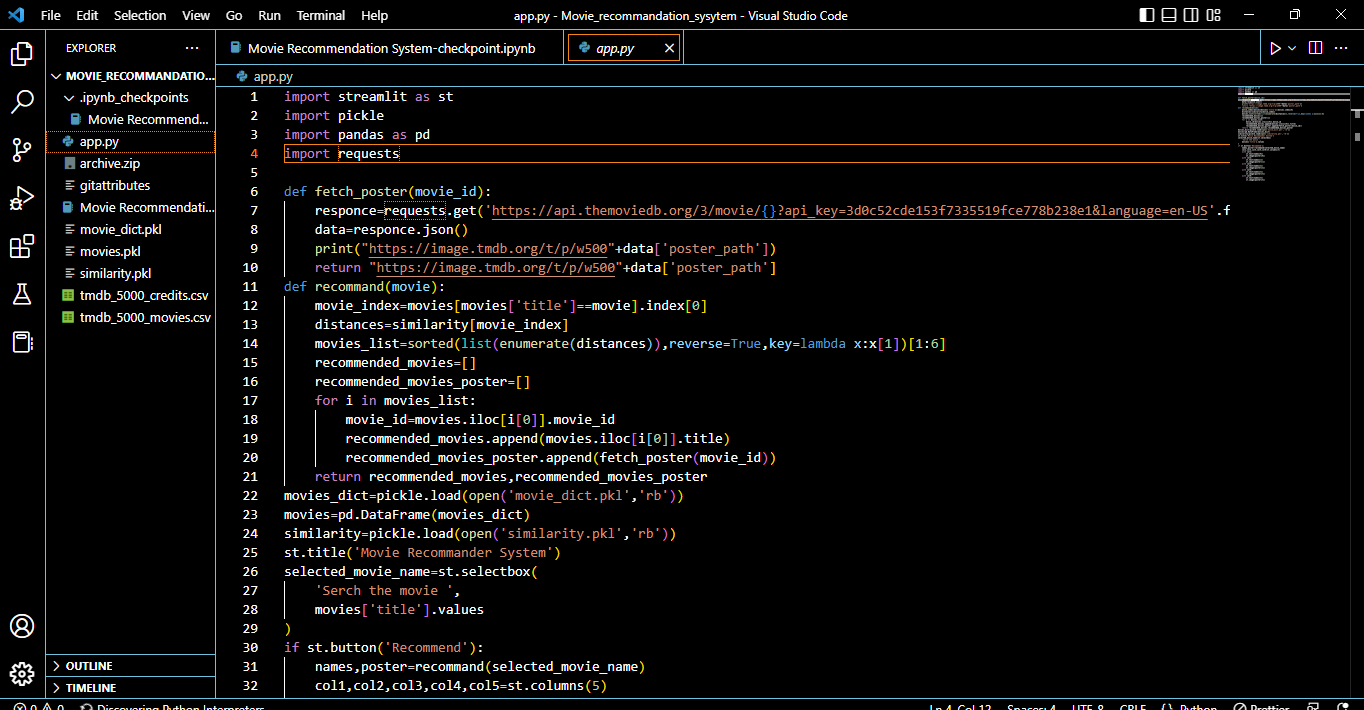 File Edit Selection View Go Run Terminal Help app.py - Movie_recommandation_sysytem - Visual Studio Code
EXPLORER ···
MOVIE_RECOMMANDATIO...
.ipynb_checkpoints
Movie Recommend...
app.py
archive.zip
gitattributes
Movie Recommendati...
movie_dict.pkl
movies.pkl
similarity.pkl
tmdb_5000_credits.csv
tmdb_5000_movies.csv
OUTLINE
TIMELINE
Movie Recommendation System-checkpoint.ipynb app.py
app.py
1 import streamlit as st
2 import pickle
3 import pandas as pd
4 import requests
5
6 def fetch_poster(movie_id):
7 responce=requests.get('https://api.themoviedb.org/3/movie/{}?api_key=3d0c52cde153f7335519fce778b238e1&language=en-US'.f
8 data=responce.json()
9 print("https://image.tmdb.org/t/p/w500"+data['poster_path'])
10 return "https://image.tmdb.org/t/p/w500"+data['poster_path']
11 def recommand(movie):
12 movie_index=movies[movies['title']==movie].index[0]
13 distances=similarity[movie_index]
14 movies_list=sorted(list(enumerate(distances)),reverse=True,key=lambda x:x[1])[1:6]
15 recommended_movies=[]
16 recommended_movies_poster=[]
17 for i in movies_list:
18 movie_id=movies.iloc[i[0]].movie_id
19 recommended_movies.append(movies.iloc[i[0]].title)
20 recommended_movies_poster.append(fetch_poster(movie_id))
21 return recommended_movies,recommended_movies_poster
22 movies_dict=pickle.load(open('movie_dict.pkl','rb'))
23 movies=pd.DataFrame(movies_dict)
24 similarity=pickle.load(open('similarity.pkl','rb'))
25 st.title('Movie Recommander System')
26 selected_movie_name=st.selectbox(
27 'Serch the movie ',
28 movies['title'].values
29 )
30 if st.button('Recommend'):
31 names,poster=recommand(selected_movie_name)
32 col1,col2,col3,col4,col5=st.columns(5)
0 0 Discovering Python Interpreters Ln 4, Col 12 Spaces: 4 UTF-8 CRLF {} Python Prettier